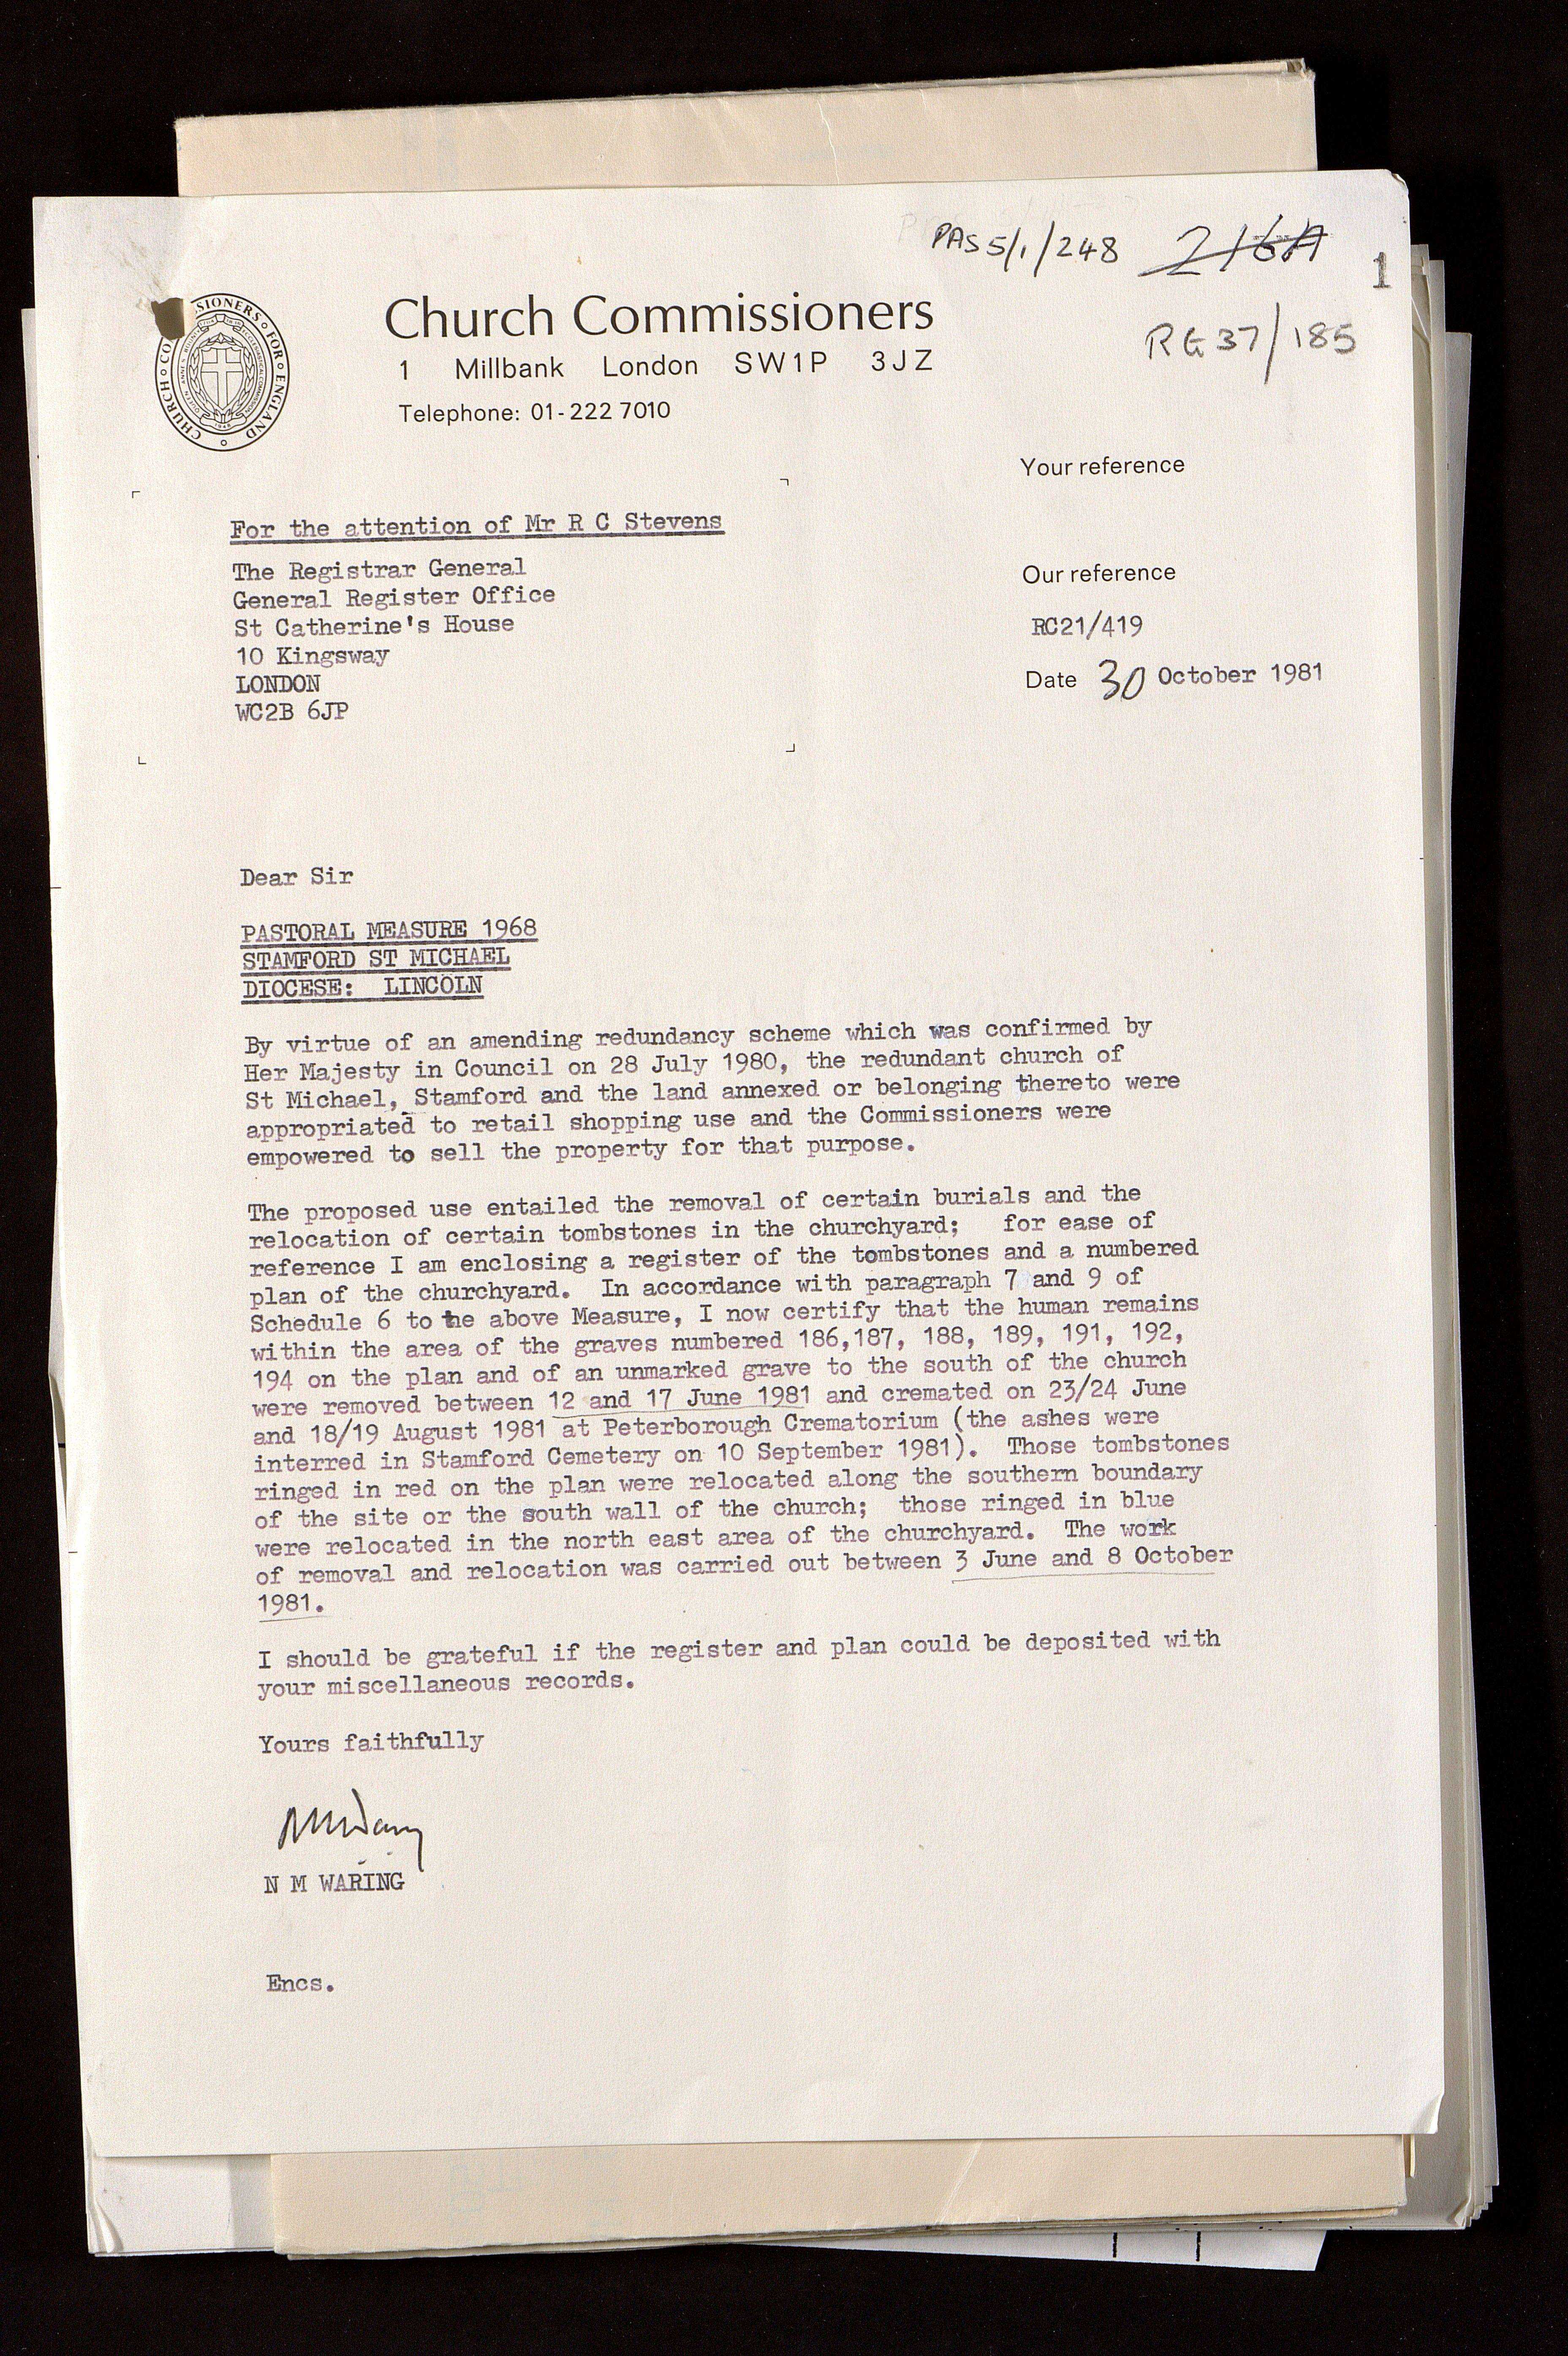 PAS 5/1/248 216A
1
Church Commissioners
RG 37/185
1 Millbank London SW1P 3JZ
Telephone: 01-222 7010
CHURCH COMMISSIONERS FOR ENGLAND
Your reference
For the attention of Mr R C Stevens
The Registrar General
General Register Office
St Catherine's House
10 Kingsway
LONDON
WC2B 6JP
Our reference
RC21/419
Date 30 October 1981
Dear Sir
PASTORAL MEASURE 1968
STAMFORD ST MICHAEL
DIOCESE: LINCOLN
By virtue of an amending redundancy scheme which was confirmed by
Her Majesty in Council on 28 July 1980, the redundant church of
St Michael, Stamford and the land annexed or belonging thereto were
appropriated to retail shopping use and the Commissioners were
empowered to sell the property for that purpose.
The proposed use entailed the removal of certain burials and the
relocation of certain tombstones in the churchyard; for ease of
reference I am enclosing a register of the tombstones and a numbered
plan of the churchyard. In accordance with paragraph 7 and 9 of
Schedule 6 to the above Measure, I now certify that the human remains
within the area of the graves numbered 186,187, 188, 189, 191, 192,
194 on the plan and of an unmarked grave to the south of the church
were removed between 12 and 17 June 1981 and cremated on 23/24 June
and 18/19 August 1981 at Peterborough Crematorium (the ashes were
interred in Stamford Cemetery on 10 September 1981). Those tombstones
ringed in red on the plan were relocated along the southern boundary
of the site or the south wall of the church; those ringed in blue
were relocated in the north east area of the churchyard. The work
of removal and relocation was carried out between 3 June and 8 October
1981.
I should be grateful if the register and plan could be deposited with
your miscellaneous records.
Yours faithfully
N M WARING
Encs.